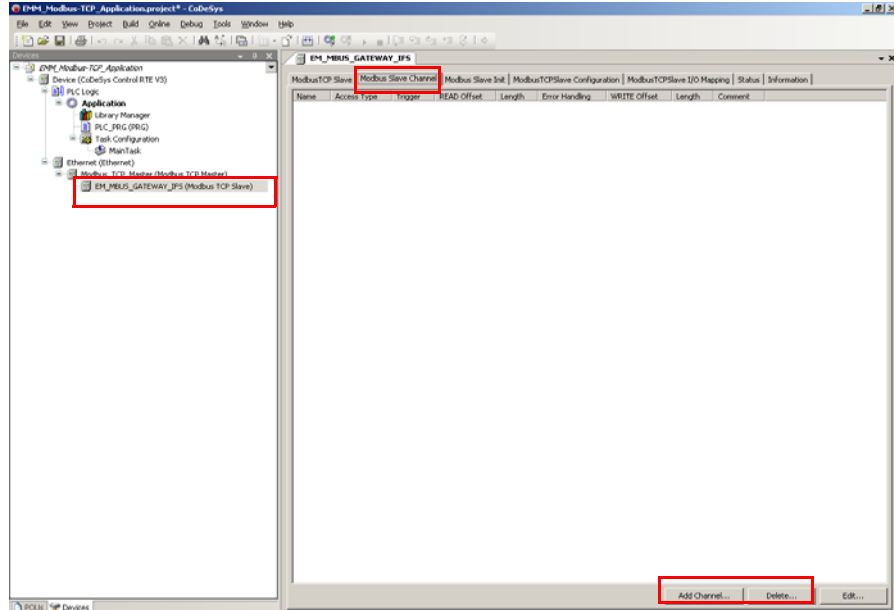 EMM_Modbus-TCP_Application.project* - CoDeSys
File Edit View Project Build Online Debug Tools Window Help
Devices
EMM_Modbus-TCP_Application
Device (CoDeSys Control RTE V3)
PLC Logic
Application
Library Manager
PLC_PRG (PRG)
Task Configuration
MainTask
Ethernet (Ethernet)
Modbus_TCP_Master (Modbus TCP Master)
EM_MBUS_GATEWAY_IFS (Modbus TCP Slave)
POUs Devices
EM_MBUS_GATEWAY_IFS
ModbusTCP Slave Modbus Slave Channel Modbus Slave Init ModbusTCPSlave Configuration ModbusTCPSlave I/O Mapping Status Information
Name Access Type Trigger READ Offset Length Error Handling WRITE Offset Length Comment
Add Channel... Delete... Edit...